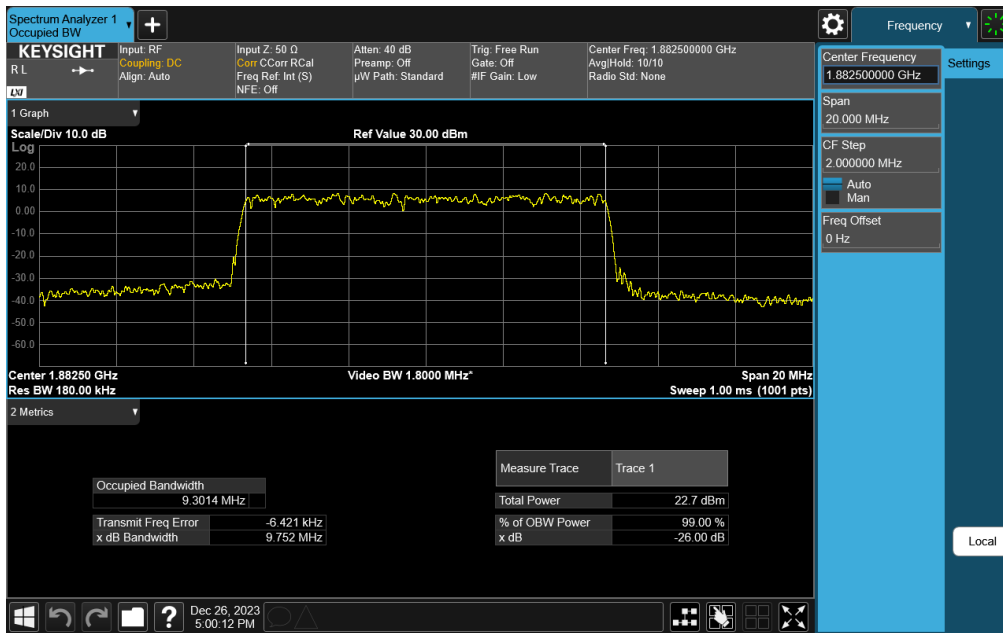 Spectrum Analyzer 1
Occupied BW
Frequency
KEYSIGHT
R L
LXI
Input: RF
Coupling: DC
Align: Auto
Input Z: 50 Ω
Corr CCorr RCal
Freq Ref: Int (S)
NFE: Off
Atten: 40 dB
Preamp: Off
µW Path: Standard
Trig: Free Run
Gate: Off
#IF Gain: Low
Center Freq: 1.882500000 GHz
Avg|Hold: 10/10
Radio Std: None
Center Frequency
1.882500000 GHz
Settings
Span
20.000 MHz
CF Step
2.000000 MHz
Auto
Man
Freq Offset
0 Hz
Local
1 Graph
Scale/Div 10.0 dB
Ref Value 30.00 dBm
Log
20.0
10.0
0.00
-10.0
-20.0
-30.0
-40.0
-50.0
-60.0
Center 1.88250 GHz
Video BW 1.8000 MHz*
Span 20 MHz
Res BW 180.00 kHz
Sweep 1.00 ms (1001 pts)
2 Metrics
Occupied Bandwidth
9.3014 MHz
Transmit Freq Error -6.421 kHz
x dB Bandwidth 9.752 MHz
Measure Trace Trace 1
Total Power 22.7 dBm
% of OBW Power 99.00 %
x dB -26.00 dB
?
Dec 26, 2023
5:00:12 PM